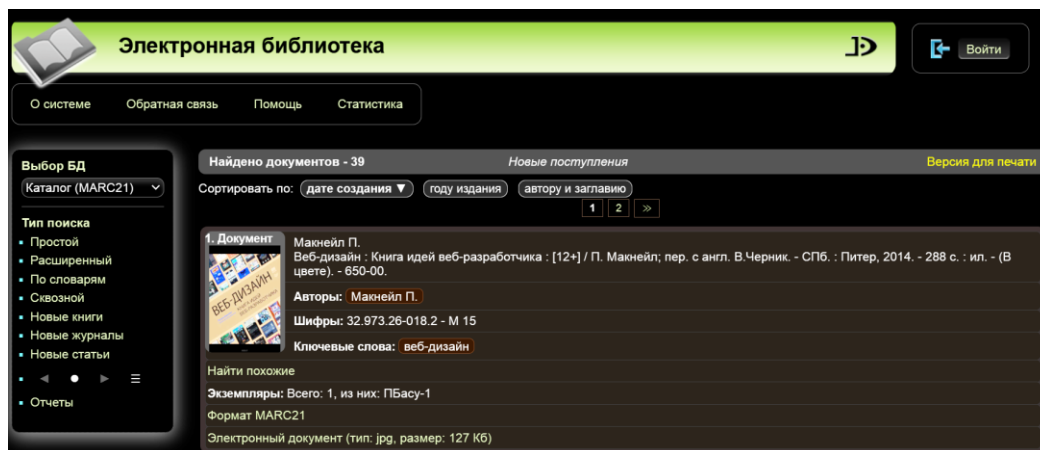 Электронная библиотека
Войти
О системе Обратная связь Помощь Статистика
Выбор БД
Каталог (MARC21)
Тип поиска
Простой
Расширенный
По словарям
Сквозной
Новые книги
Новые журналы
Новые статьи
Отчеты
Найдено документов - 39 Новые поступления Версия для печати
Сортировать по: дате создания ▼ году издания автору и заглавию
1 2 »
1. Документ
ВЕБ-ДИЗАЙН
Макнейл П.
Веб-дизайн : Книга идей веб-разработчика : [12+] / П. Макнейл; пер. с англ. В.Черник. - СПб. : Питер, 2014. - 288 с. : ил. - (В
цвете). - 650-00.
Авторы: Макнейл П.
Шифры: 32.973.26-018.2 - М 15
Ключевые слова: веб-дизайн
Найти похожие
Экземпляры: Всего: 1, из них: ПБасу-1
Формат MARC21
Электронный документ (тип: jpg, размер: 127 Кб)